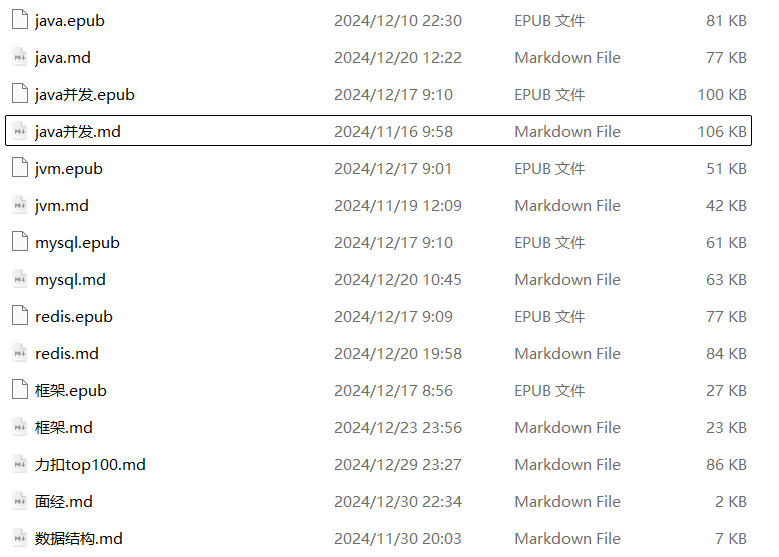 java.epub 2024/12/10 22:30 EPUB 文件 81 KB
java.md 2024/12/20 12:22 Markdown File 77 KB
java并发.epub 2024/12/17 9:10 EPUB 文件 100 KB
java并发.md 2024/11/16 9:58 Markdown File 106 KB
jvm.epub 2024/12/17 9:01 EPUB 文件 51 KB
jvm.md 2024/11/19 12:09 Markdown File 42 KB
mysql.epub 2024/12/17 9:10 EPUB 文件 61 KB
mysql.md 2024/12/20 10:45 Markdown File 63 KB
redis.epub 2024/12/17 9:09 EPUB 文件 77 KB
redis.md 2024/12/20 19:58 Markdown File 84 KB
框架.epub 2024/12/17 8:56 EPUB 文件 27 KB
框架.md 2024/12/23 23:56 Markdown File 23 KB
力扣top100.md 2024/12/29 23:27 Markdown File 86 KB
面经.md 2024/12/30 22:34 Markdown File 2 KB
数据结构.md 2024/11/30 20:03 Markdown File 7 KB